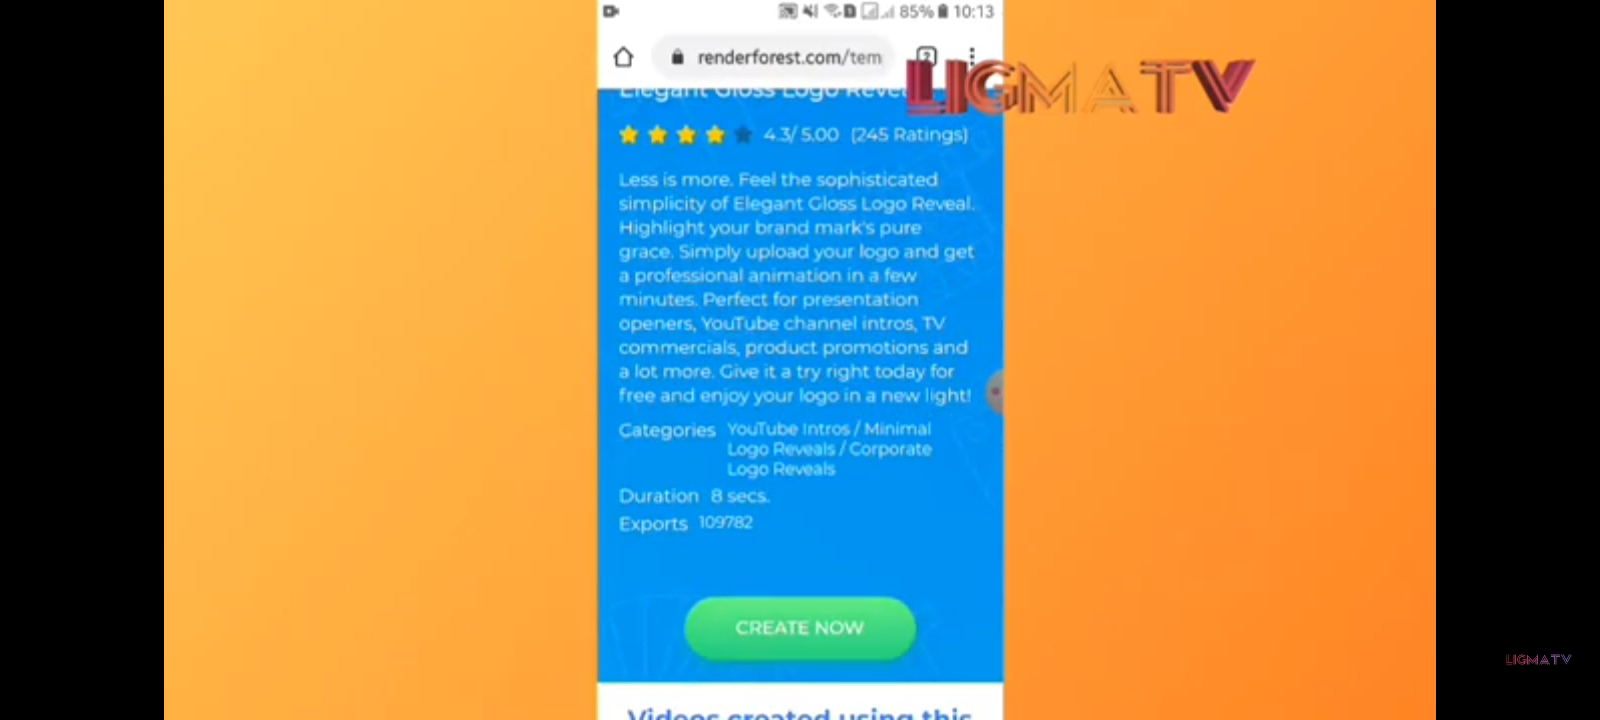 85% 10:13
renderforest.com/tem
2
LIGMATV
Elegant Gloss Logo Revea
4.3/ 5.00 (245 Ratings)
Less is more. Feel the sophisticated
simplicity of Elegant Gloss Logo Reveal.
Highlight your brand mark's pure
grace. Simply upload your logo and get
a professional animation in a few
minutes. Perfect for presentation
openers, YouTube channel intros, TV
commercials, product promotions and
a lot more. Give it a try right today for
free and enjoy your logo in a new light!
Categories YouTube Intros / Minimal
Logo Reveals / Corporate
Logo Reveals
Duration 8 secs.
Exports 109782
CREATE NOW
LIGMATV
Videos created using this